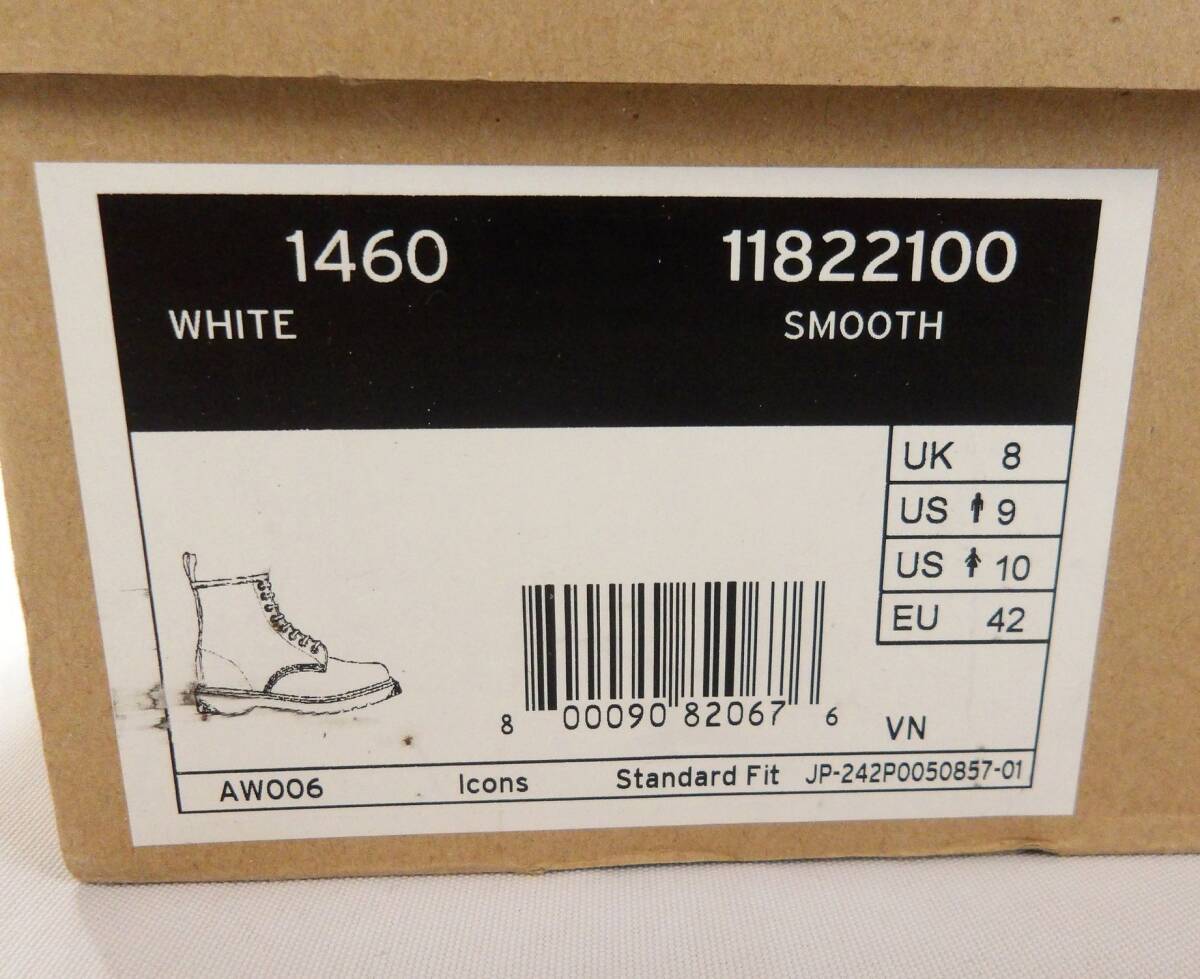 1460 11822100
WHITE SMOOTH
UK 8
US 9
US 10
EU 42
8 00090 82067 6
VN
AW006 Icons Standard Fit JP-242P0050857-01